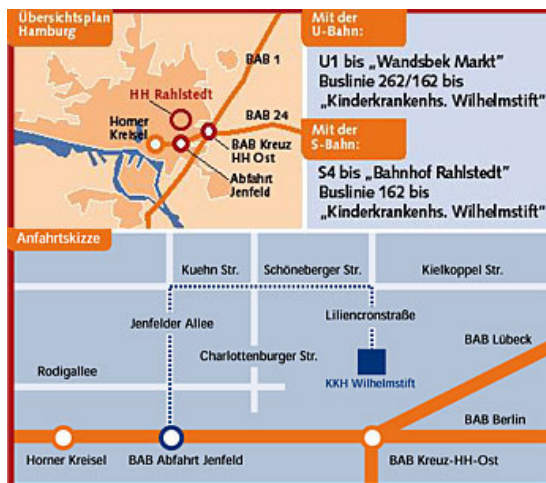 Übersichtsplan
Hamburg
BAB 1
HH Rahlstedt
BAB 24
Horner
Kreisel
BAB Kreuz
HH Ost
Abfahrt
Jenfeld
Mit der
U-Bahn:
U1 bis „Wandsbek Markt”
Buslinie 262/162 bis
„Kinderkrankenhs. Wilhelmstift”
Mit der
S-Bahn:
S4 bis „Bahnhof Rahlstedt”
Buslinie 162 bis
„Kinderkrankenhs. Wilhelmstift”
Anfahrtskizze
Kuehn Str.
Schöneberger Str.
Kielkoppel Str.
Jenfelder Allee
Liliencronstraße
BAB Lübeck
Charlottenburger Str.
Rodigallee
KKH Wilhelmstift
BAB Berlin
Horner Kreisel
BAB Abfahrt Jenfeld
BAB Kreuz-HH-Ost